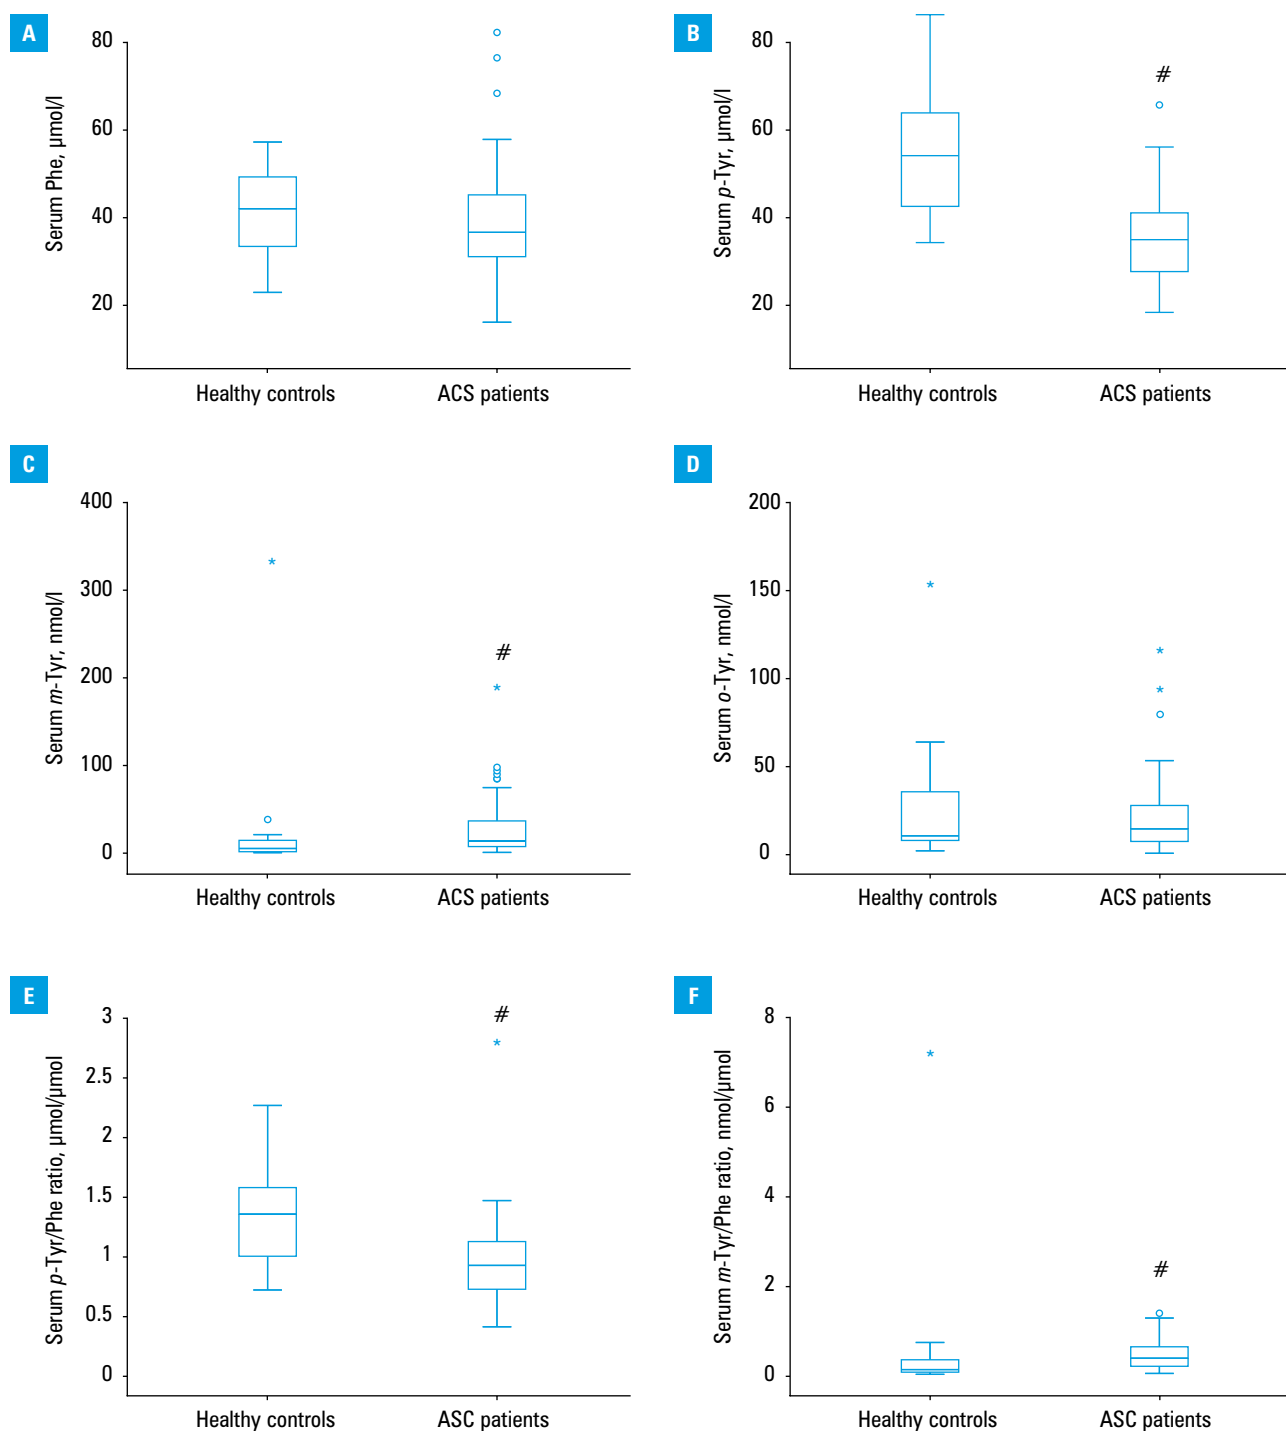 A
Serum Phe, µmol/l
80
60
40
20
Healthy controls
ACS patients
B
Serum p-Tyr, µmol/l
80
60
40
20
#
Healthy controls
ACS patients
C
Serum m-Tyr, nmol/l
400
300
200
100
0
*
#
*
Healthy controls
ACS patients
D
Serum o-Tyr, nmol/l
200
150
100
50
0
*
*
*
Healthy controls
ACS patients
E
Serum p-Tyr/Phe ratio, µmol/µmol
3
2.5
2
1.5
1
0.5
0
#
*
Healthy controls
ASC patients
F
Serum m-Tyr/Phe ratio, nmol/µmol
8
6
4
2
0
*
#
Healthy controls
ASC patients